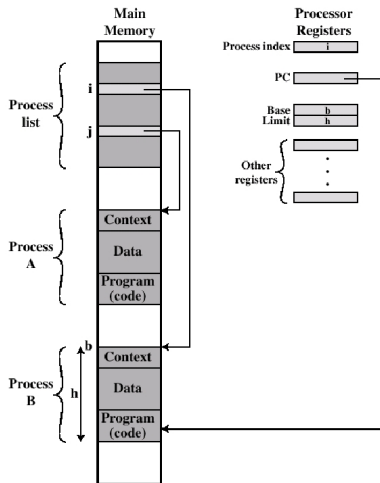 Main
Memory
Processor
Registers
Process index
i
PC
Base
b
Limit
h
Other
registers
i
j
Process
list
Process
A
Context
Data
Program
(code)
b
h
Process
B
Context
Data
Program
(code)